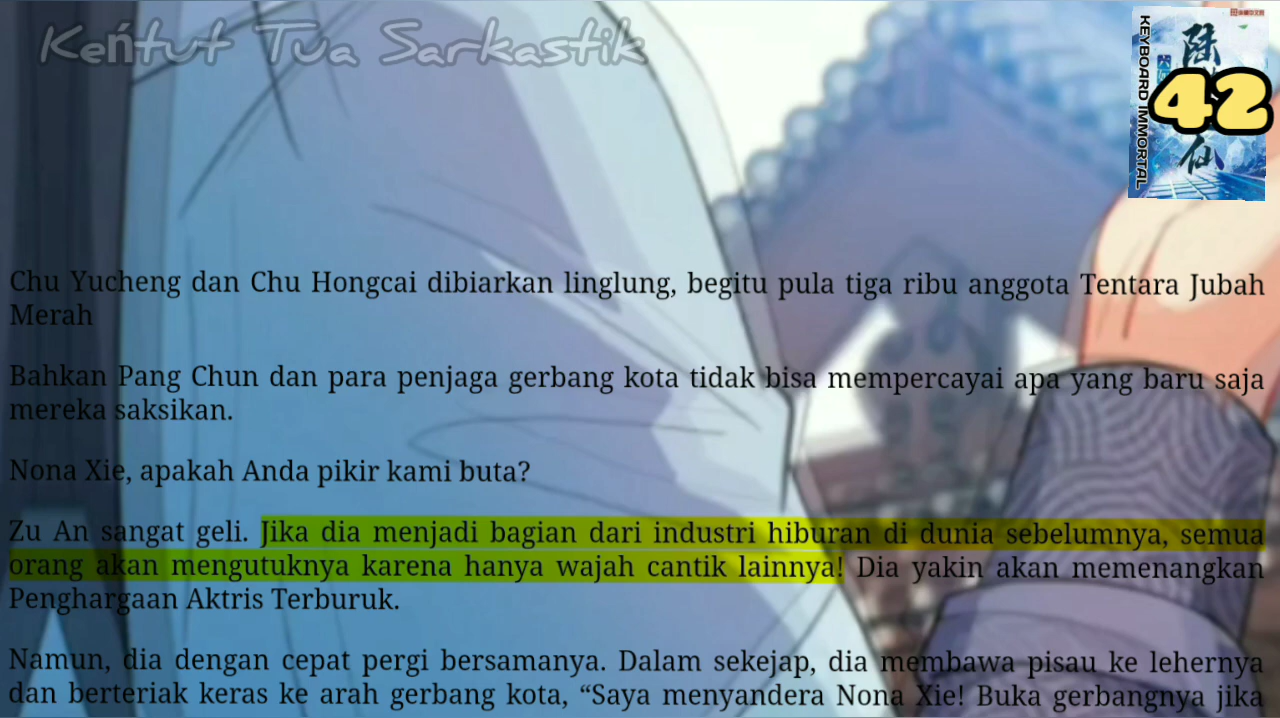 Keńtut Tua Sarkastik
KEYBOARD IMMORTAL
42
Chu Yucheng dan Chu Hongcai dibiarkan linglung, begitu pula tiga ribu anggota Tentara Jubah
Merah
Bahkan Pang Chun dan para penjaga gerbang kota tidak bisa mempercayai apa yang baru saja
mereka saksikan.
Nona Xie, apakah Anda pikir kami buta?
Zu An sangat geli. Jika dia menjadi bagian dari industri hiburan di dunia sebelumnya, semua
orang akan mengutuknya karena hanya wajah cantik lainnya! Dia yakin akan memenangkan
Penghargaan Aktris Terburuk.
Namun, dia dengan cepat pergi bersamanya. Dalam sekejap, dia membawa pisau ke lehernya
dan berteriak keras ke arah gerbang kota, “Saya menyandera Nona Xie! Buka gerbangnya jika